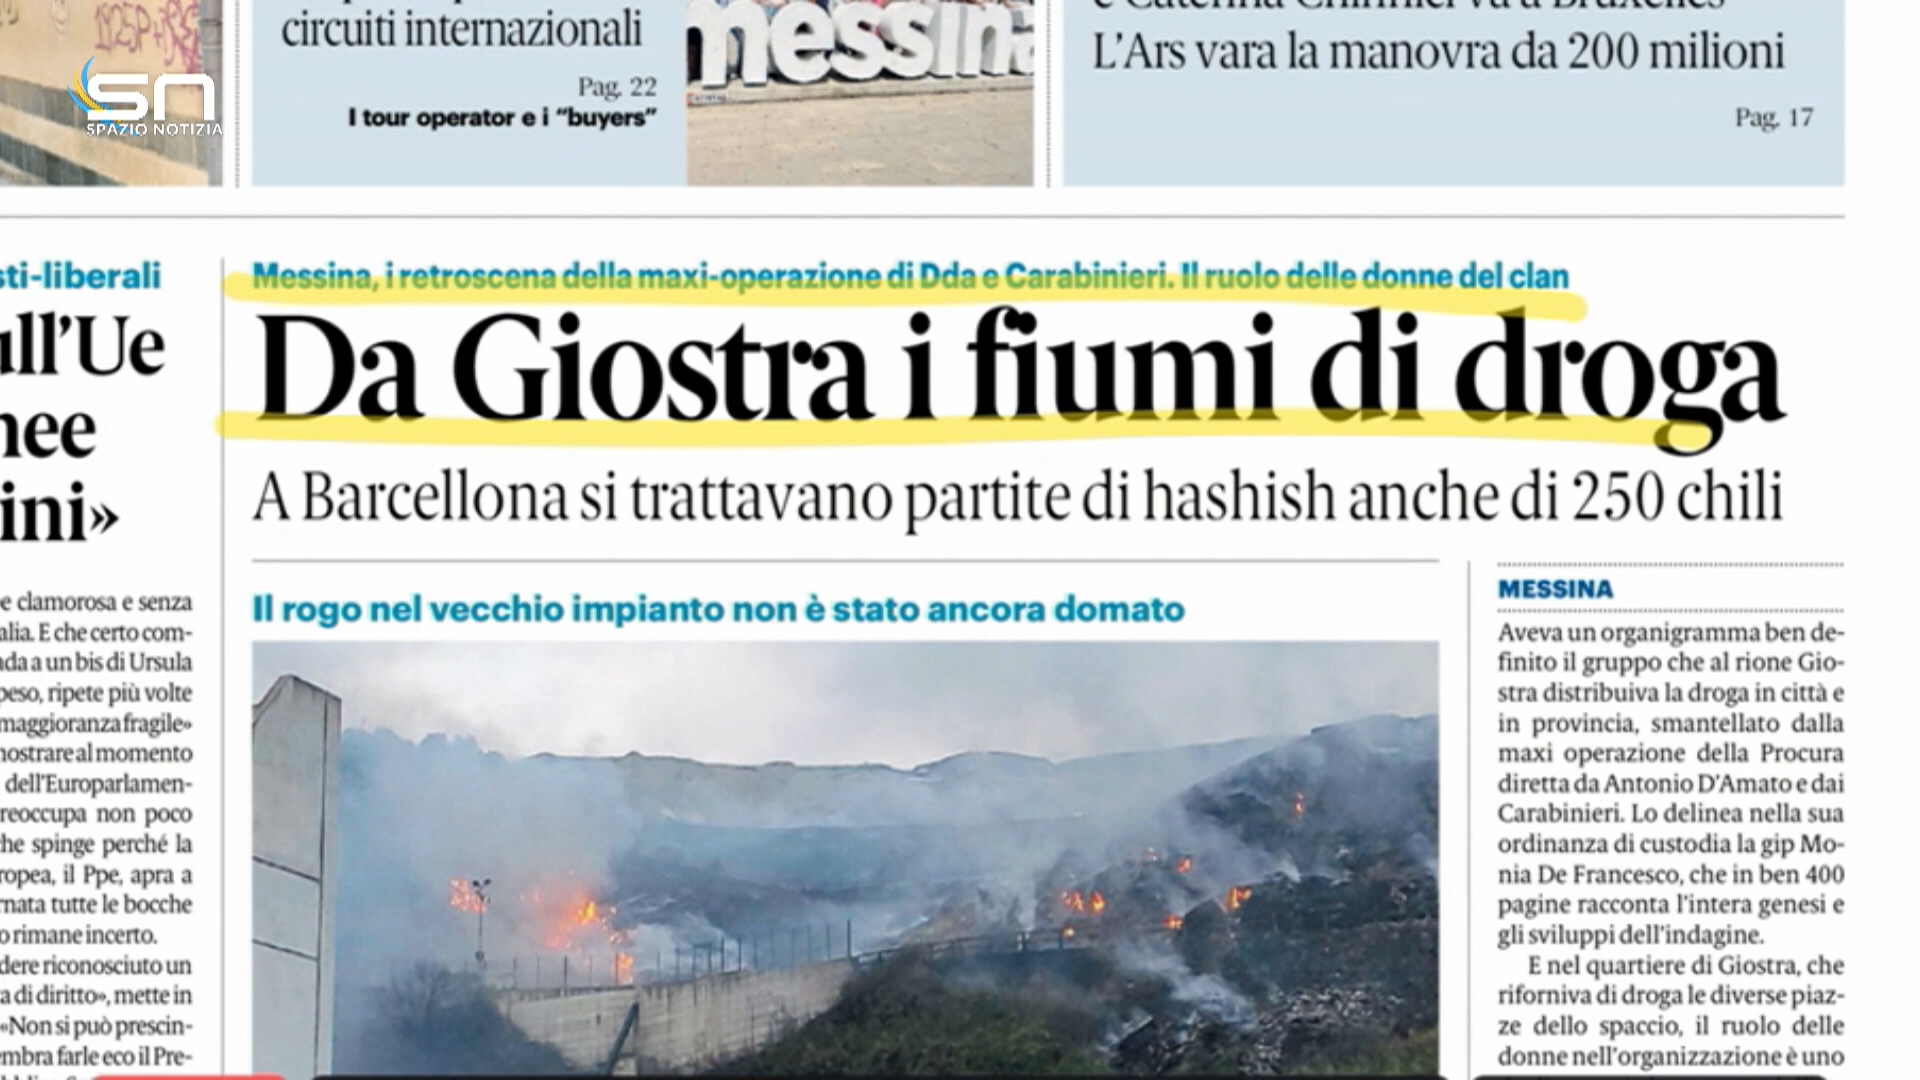 circuiti internazionali
Pag. 22
I tour operator e i “buyers”
messina
L’Ars vara la manovra da 200 milioni
Pag. 17
SN
SPAZIO NOTIZIA
sti-liberali
ull’Ue
nee
ini»
e clamorosa e senza
alia. E che certo com-
ada a un bis di Ursula
peso, ripete più volte
maggioranza fragile»
nostrare al momento
dell’Europarlamen-
reoccupa non poco
che spinge perché la
ropea, il Ppe, apra a
rnata tutte le bocche
o rimane incerto.
dere riconosciuto un
a di diritto», mette in
«Non si può prescin-
embra farle eco il Pre-
Messina, i retroscena della maxi-operazione di Dda e Carabinieri. Il ruolo delle donne del clan
Da Giostra i fiumi di droga
A Barcellona si trattavano partite di hashish anche di 250 chili
Il rogo nel vecchio impianto non è stato ancora domato
MESSINA
Aveva un organigramma ben de-
finito il gruppo che al rione Gio-
stra distribuiva la droga in città e
in provincia, smantellato dalla
maxi operazione della Procura
diretta da Antonio D’Amato e dai
Carabinieri. Lo delinea nella sua
ordinanza di custodia la gip Mo-
nia De Francesco, che in ben 400
pagine racconta l’intera genesi e
gli sviluppi dell’indagine.
E nel quartiere di Giostra, che
riforniva di droga le diverse piaz-
ze dello spaccio, il ruolo delle
donne nell’organizzazione è uno